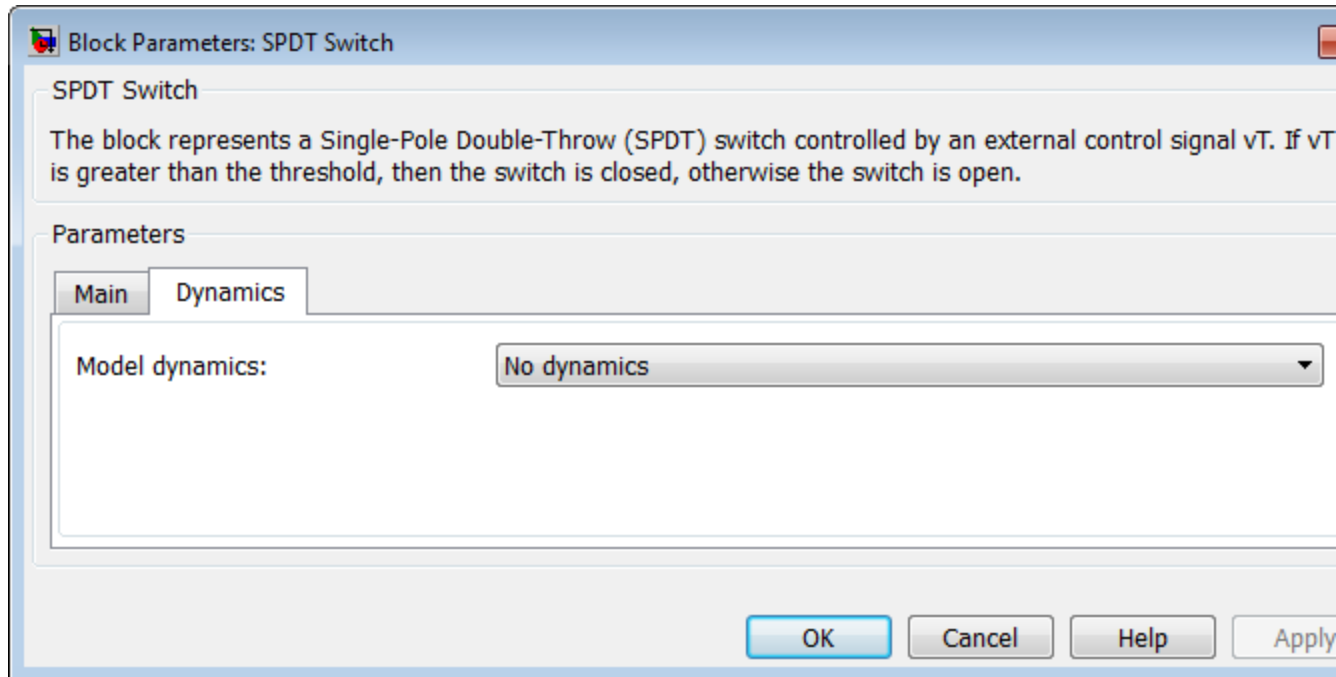 Block Parameters: SPDT Switch
SPDT Switch
The block represents a Single-Pole Double-Throw (SPDT) switch controlled by an external control signal vT. If vT
is greater than the threshold, then the switch is closed, otherwise the switch is open.
Parameters
Main Dynamics
Model dynamics: No dynamics
OK Cancel Help Apply